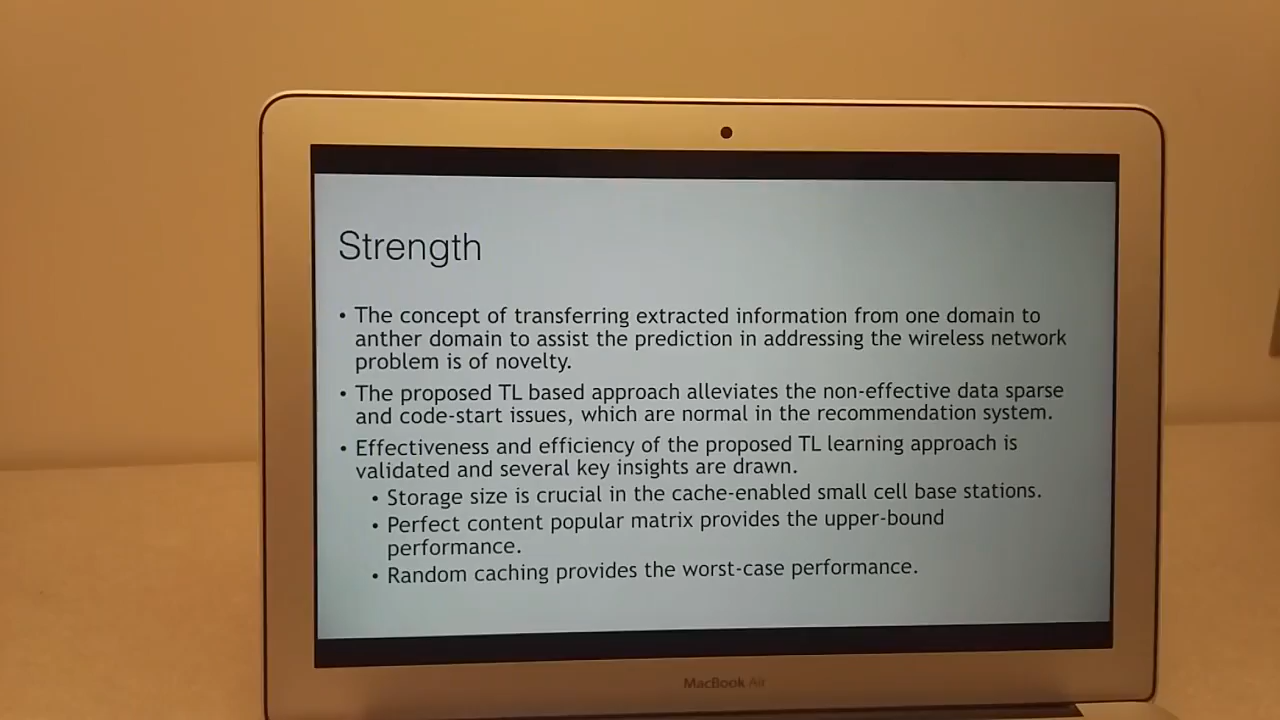 Strength
• The concept of transferring extracted information from one domain to
anther domain to assist the prediction in addressing the wireless network
problem is of novelty.
• The proposed TL based approach alleviates the non-effective data sparse
and code-start issues, which are normal in the recommendation system.
• Effectiveness and efficiency of the proposed TL learning approach is
validated and several key insights are drawn.
• Storage size is crucial in the cache-enabled small cell base stations.
• Perfect content popular matrix provides the upper-bound
performance.
• Random caching provides the worst-case performance.
MacBook Air